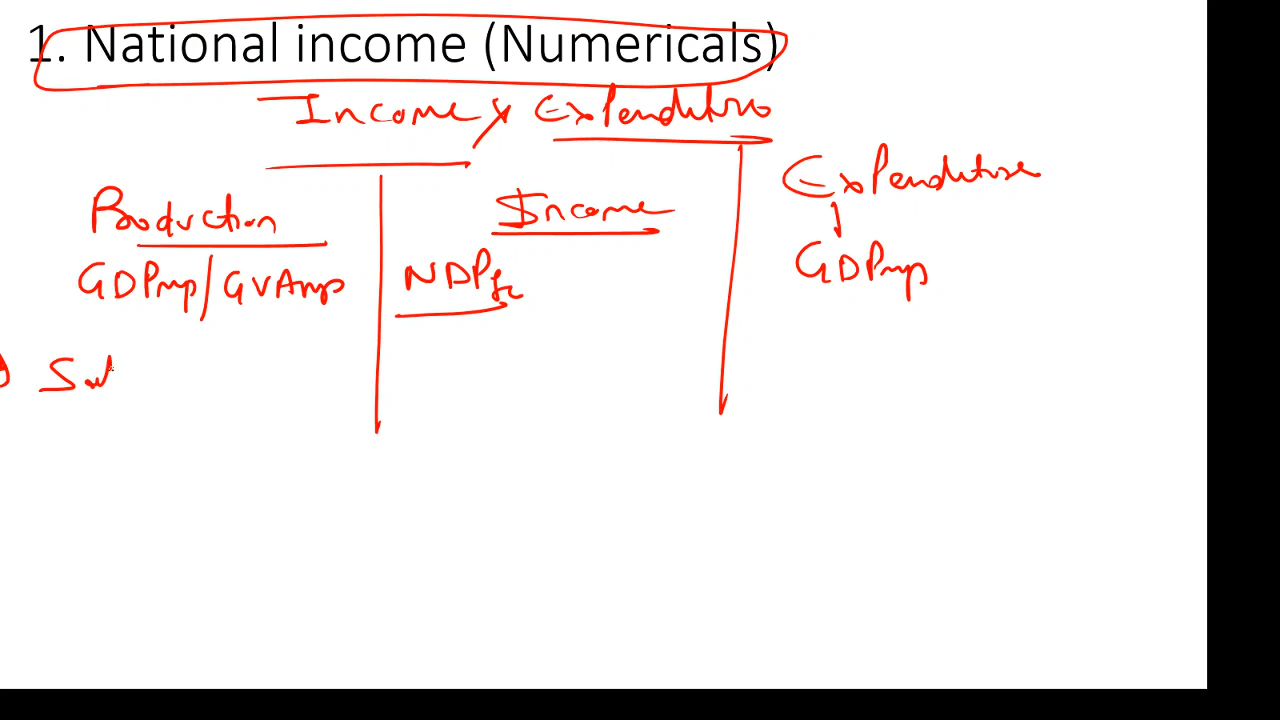 1. National income (Numericals)
Income x Expenditure
Production
GDPmp/GVAmp
Income
NDPfc
Expenditure
GDPmp